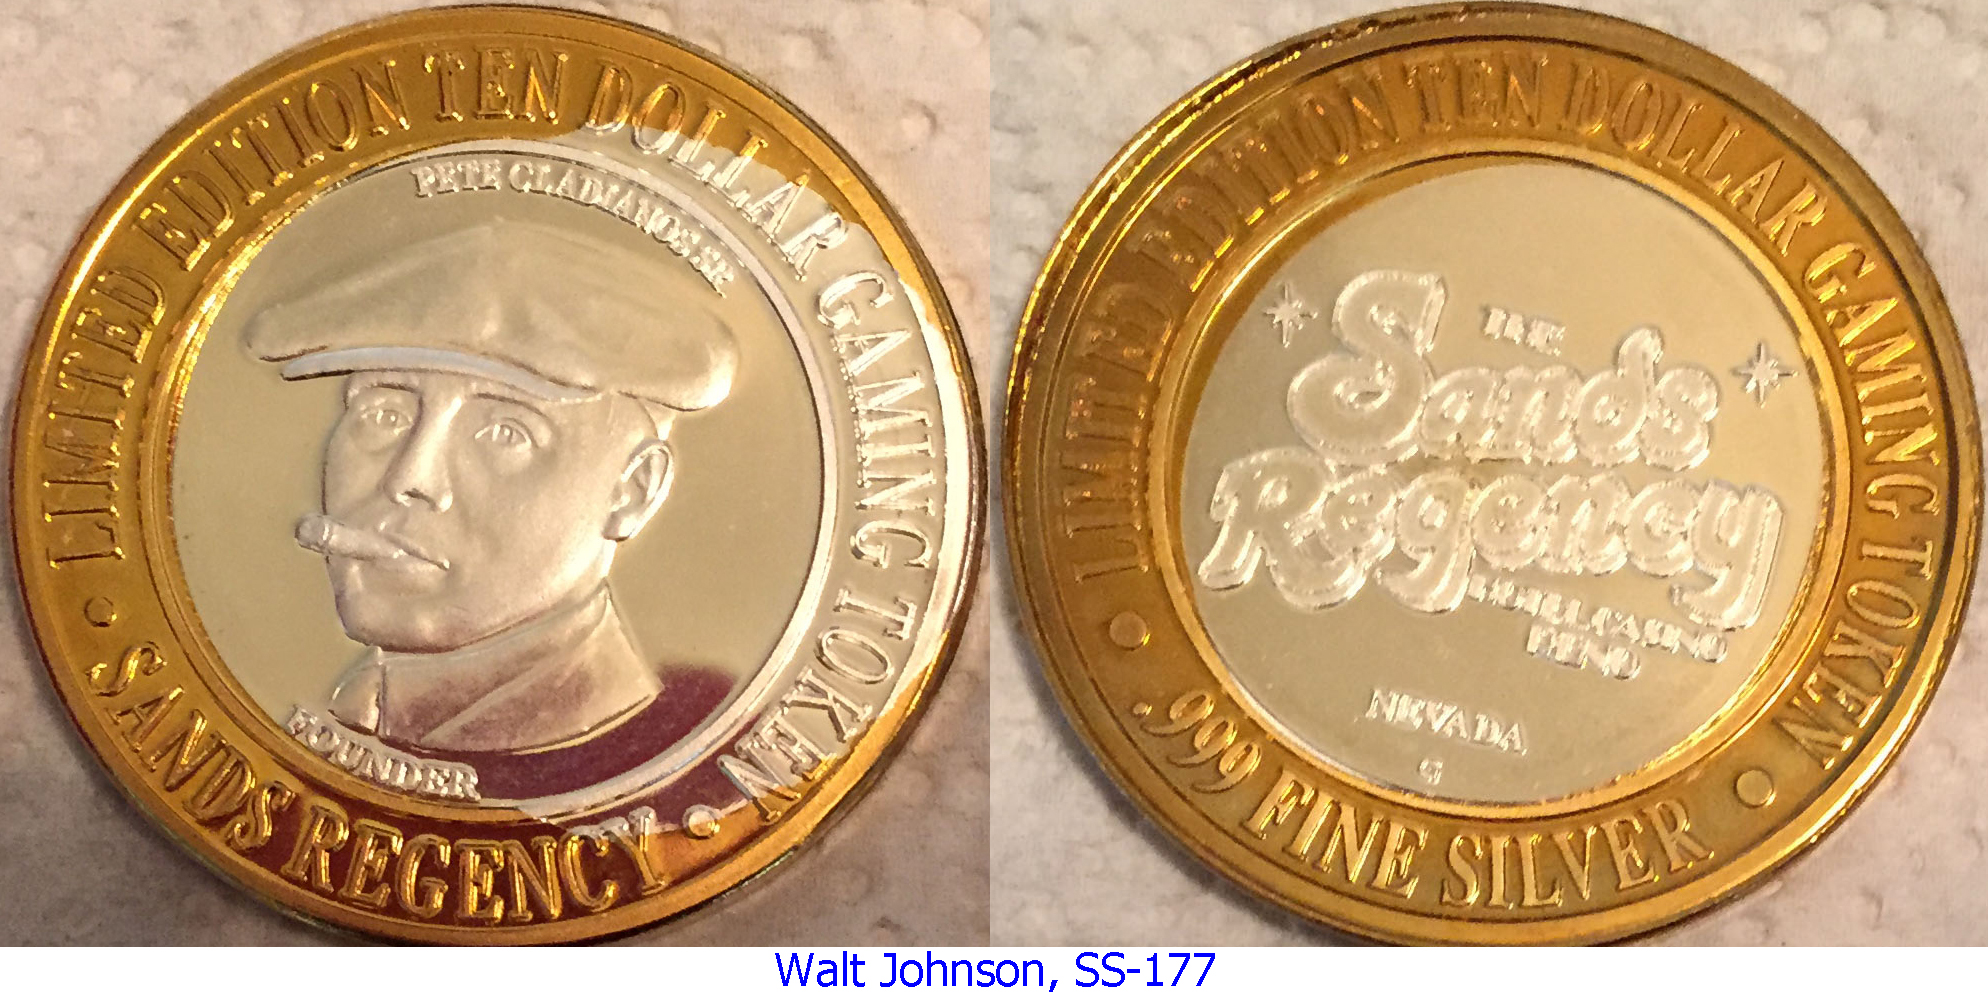 LIMITED EDITION TEN DOLLAR GAMING TOKEN
PETE CLADIANOS SR
FOUNDER
• SANDS REGENCY •
LIMITED EDITION TEN DOLLAR GAMING TOKEN
THE
Sands
Regency
HOTEL CASINO
RENO
NEVADA
G
• .999 FINE SILVER •
Walt Johnson, SS-177